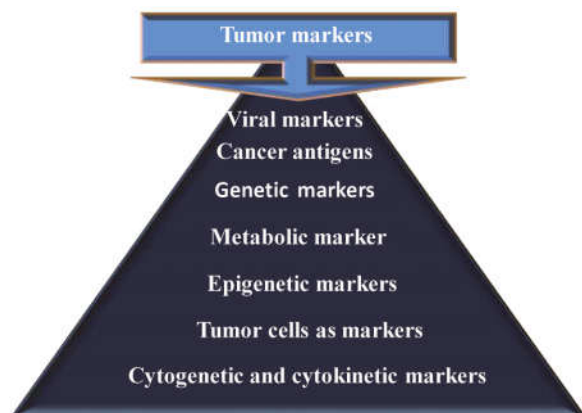 Tumor markers
Viral markers
Cancer antigens
Genetic markers
Metabolic marker
Epigenetic markers
Tumor cells as markers
Cytogenetic and cytokinetic markers